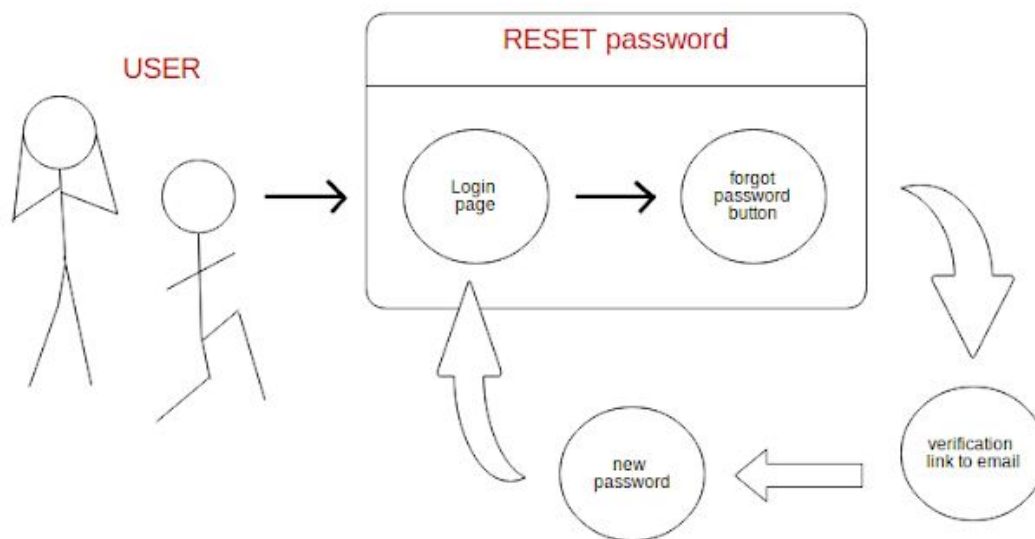 RESET password
USER
Login
page
forgot
password
button
verification
link to email
new
password